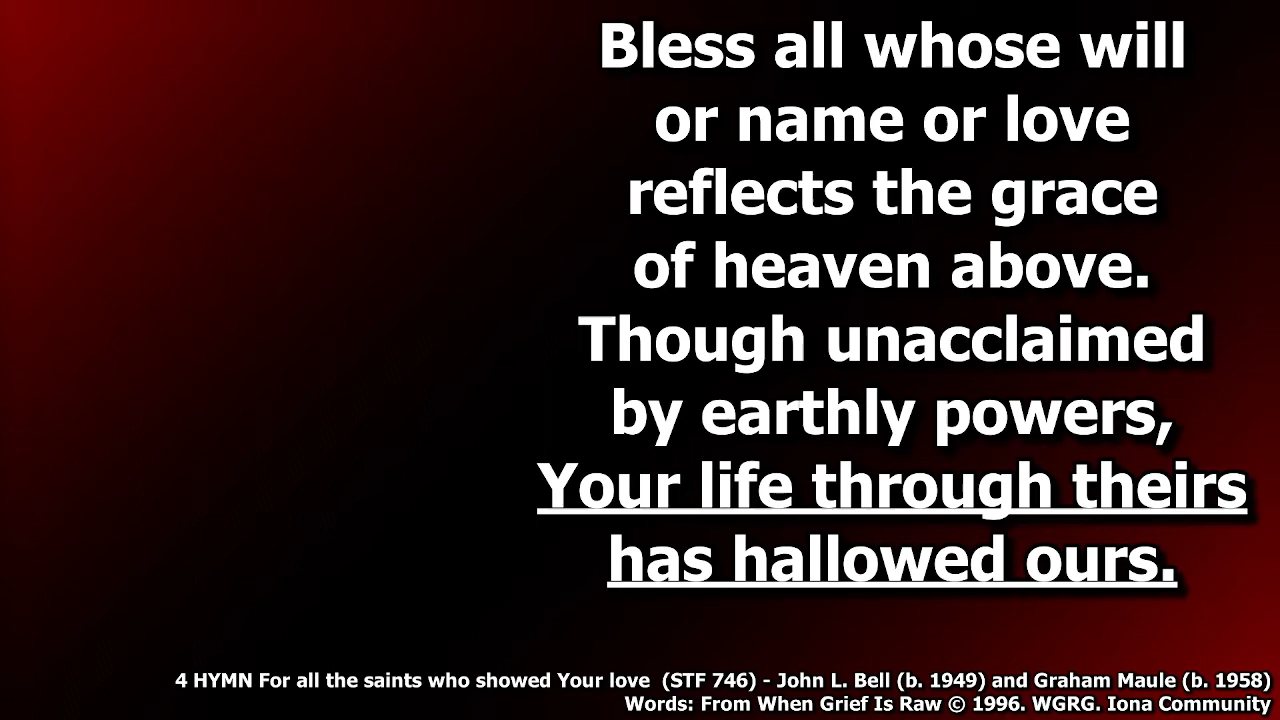 Bless all whose will
or name or love
reflects the grace
of heaven above.
Though unacclaimed
by earthly powers,
Your life through theirs
has hallowed ours.
4 HYMN For all the saints who showed Your love  (STF 746) - John L. Bell (b. 1949) and Graham Maule (b. 1958)
Words: From When Grief Is Raw © 1996. WGRG. Iona Community